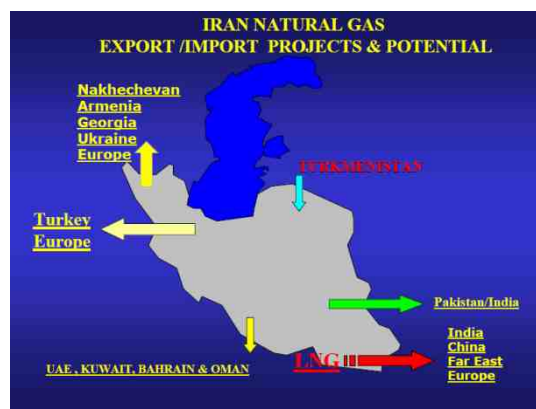 IRAN NATURAL GAS
EXPORT /IMPORT PROJECTS & POTENTIAL
Nakhechevan
Armenia
Georgia
Ukraine
Europe
TURKMENISTAN
Turkey
Europe
Pakistan/India
UAE , KUWAIT, BAHRAIN & OMAN
LNG
India
China
Far East
Europe